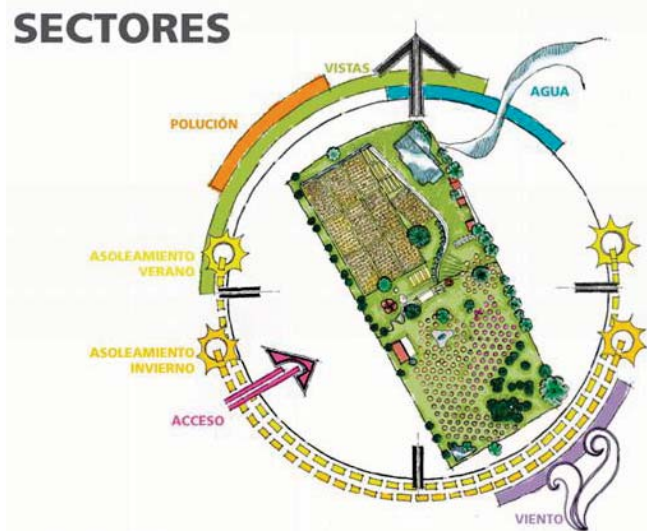 SECTORES
VISTAS
AGUA
POLUCIÓN
ASOLEAMIENTO
VERANO
ASOLEAMIENTO
INVIERNO
ACCESO
VIENTO